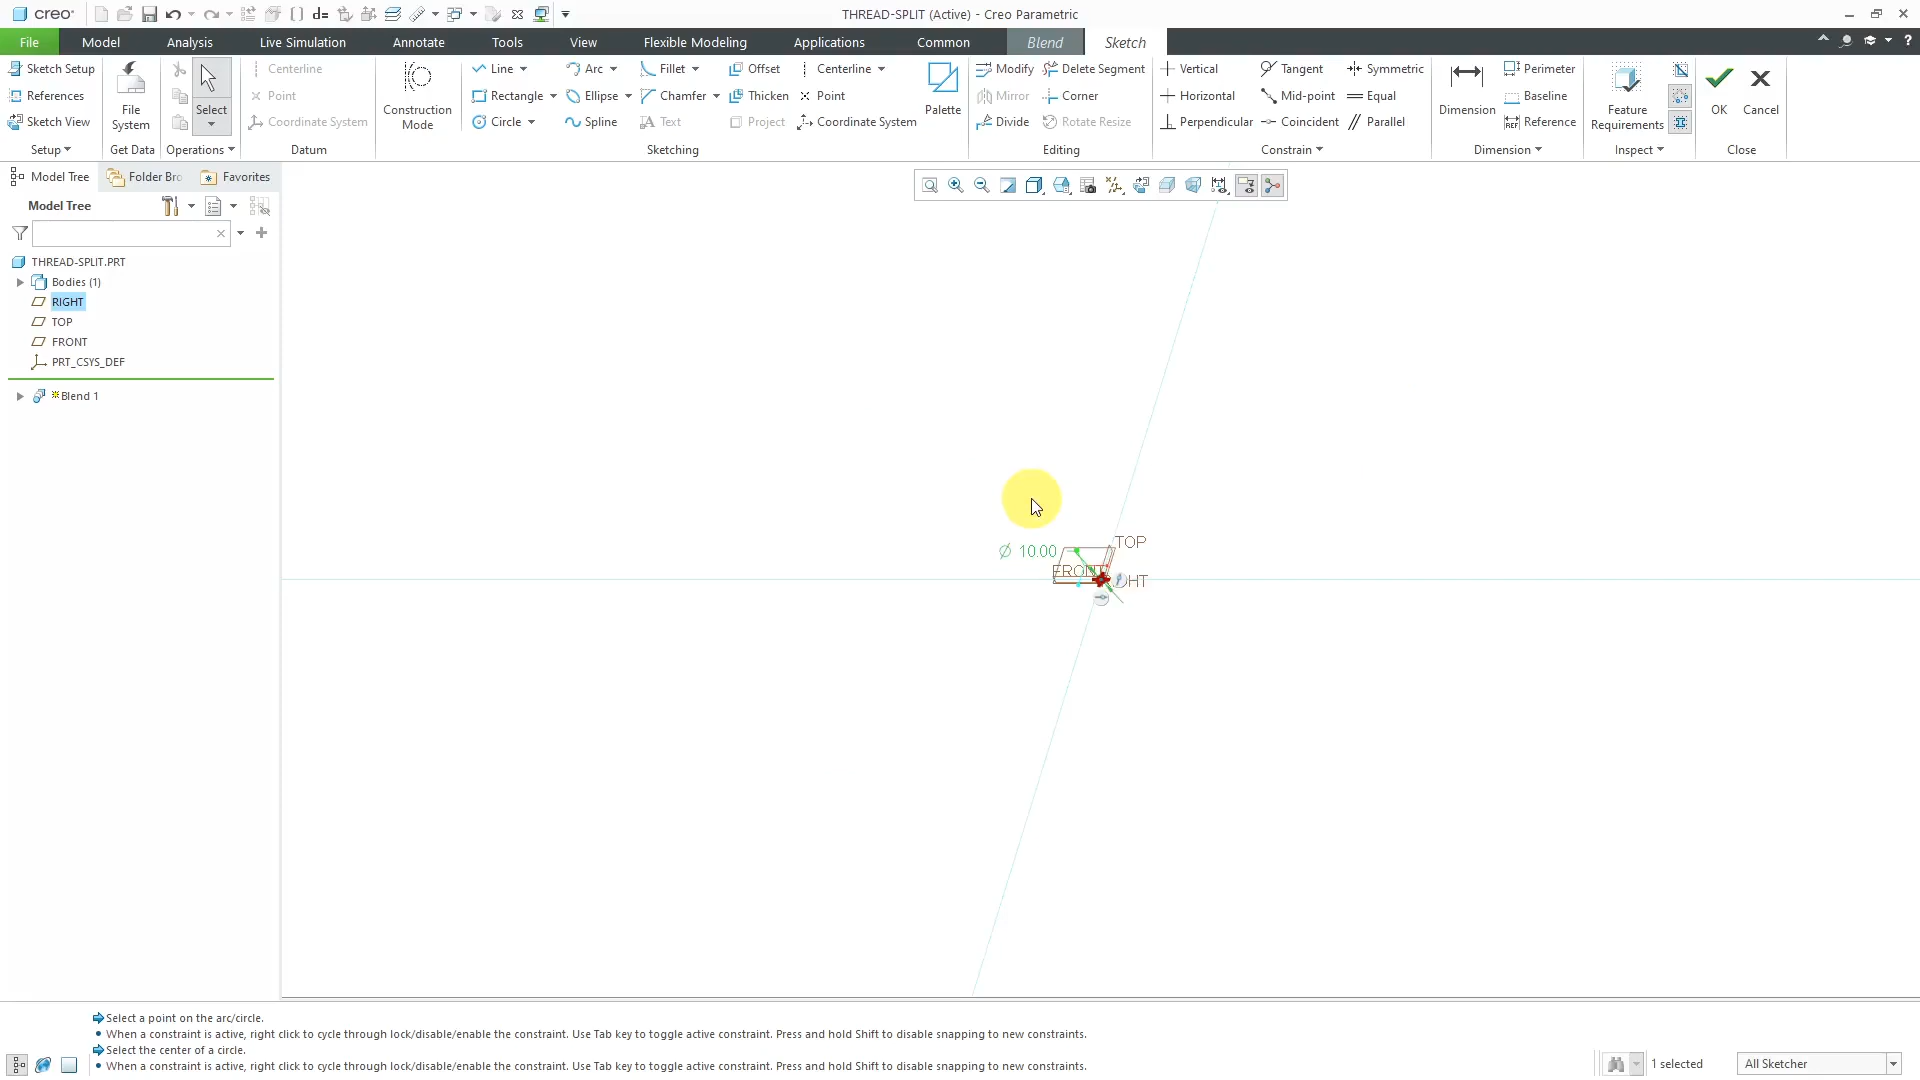 creo
THREAD-SPLIT (Active) - Creo Parametric
File Model Analysis Live Simulation Annotate Tools View Flexible Modeling Applications Common Blend Sketch
Sketch Setup
References
Sketch View
Setup
File System
Get Data
Select
Operations
Centerline
Point
Coordinate System
Datum
Construction Mode
Line Arc Fillet Offset Centerline
Rectangle Ellipse Chamfer Thicken Point
Circle Spline Text Project Coordinate System
Palette
Sketching
Modify Delete Segment
Mirror Corner
Divide Rotate Resize
Editing
Vertical Tangent Symmetric
Horizontal Mid-point Equal
Perpendicular Coincident Parallel
Constrain
Dimension
Perimeter
Baseline
Reference
Dimension
Feature Requirements
Inspect
OK
Cancel
Close
Model Tree Folder Bro Favorites
Model Tree
THREAD-SPLIT.PRT
Bodies (1)
RIGHT
TOP
FRONT
PRT_CSYS_DEF
Blend 1
TOP
∅ 10.00
FRONT
HT
Select a point on the arc/circle.
• When a constraint is active, right click to cycle through lock/disable/enable the constraint. Use Tab key to toggle active constraint. Press and hold Shift to disable snapping to new constraints.
Select the center of a circle.
• When a constraint is active, right click to cycle through lock/disable/enable the constraint. Use Tab key to toggle active constraint. Press and hold Shift to disable snapping to new constraints.
1 selected
All Sketcher